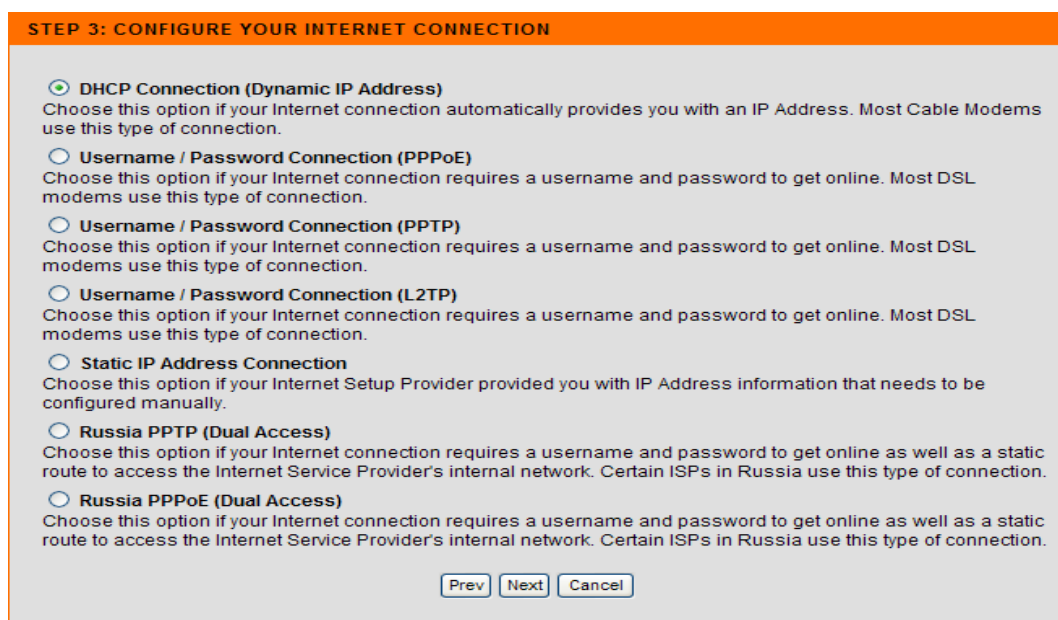 STEP 3: CONFIGURE YOUR INTERNET CONNECTION
DHCP Connection (Dynamic IP Address)
Choose this option if your Internet connection automatically provides you with an IP Address. Most Cable Modems
use this type of connection.
Username / Password Connection (PPPoE)
Choose this option if your Internet connection requires a username and password to get online. Most DSL
modems use this type of connection.
Username / Password Connection (PPTP)
Choose this option if your Internet connection requires a username and password to get online. Most DSL
modems use this type of connection.
Username / Password Connection (L2TP)
Choose this option if your Internet connection requires a username and password to get online. Most DSL
modems use this type of connection.
Static IP Address Connection
Choose this option if your Internet Setup Provider provided you with IP Address information that needs to be
configured manually.
Russia PPTP (Dual Access)
Choose this option if your Internet connection requires a username and password to get online as well as a static
route to access the Internet Service Provider's internal network. Certain ISPs in Russia use this type of connection.
Russia PPPoE (Dual Access)
Choose this option if your Internet connection requires a username and password to get online as well as a static
route to access the Internet Service Provider's internal network. Certain ISPs in Russia use this type of connection.
Prev Next Cancel